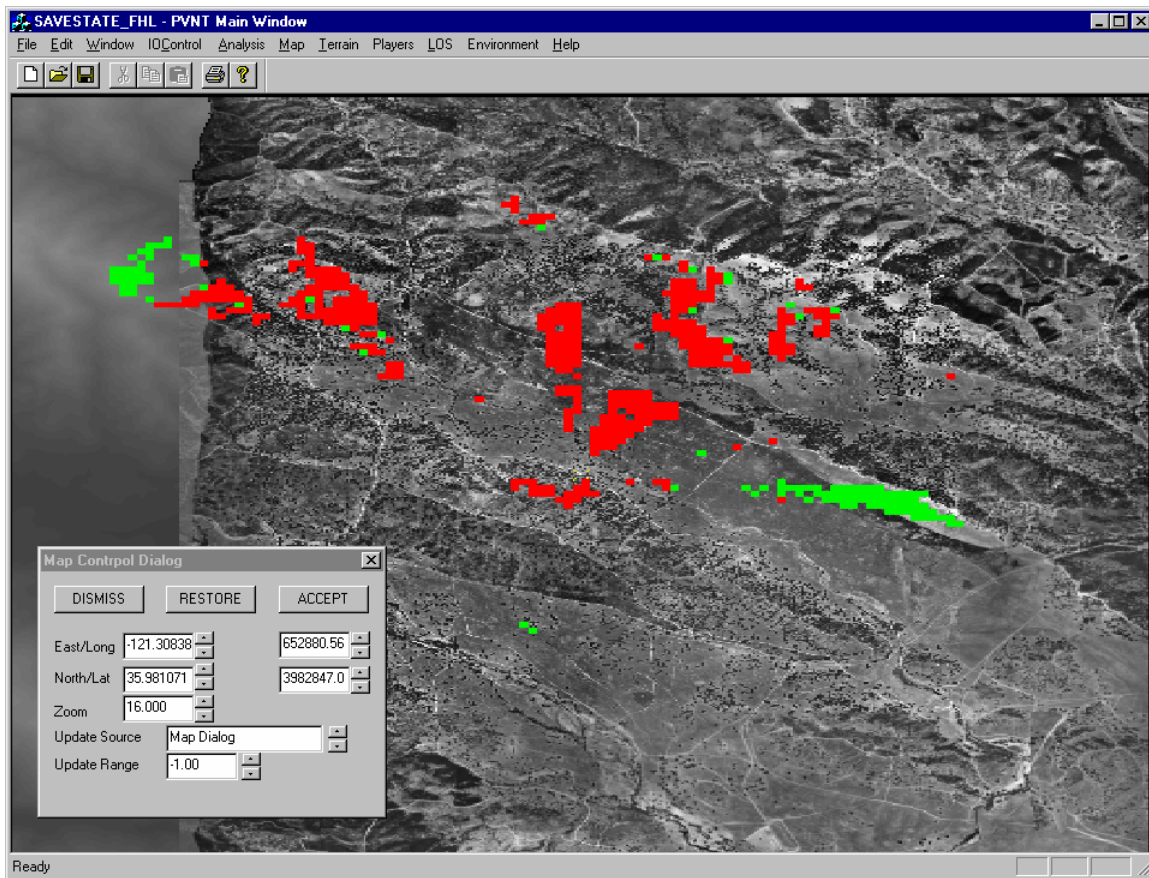 SAVESTATE_FHL - PVNT Main Window
File Edit Window IOControl Analysis Map Terrain Players LOS Environment Help
Map Contrpol Dialog
DISMISS RESTORE ACCEPT
East/Long -121.30838 652880.56
North/Lat 35.981071 3982847.0
Zoom 16.000
Update Source Map Dialog
Update Range -1.00
Ready